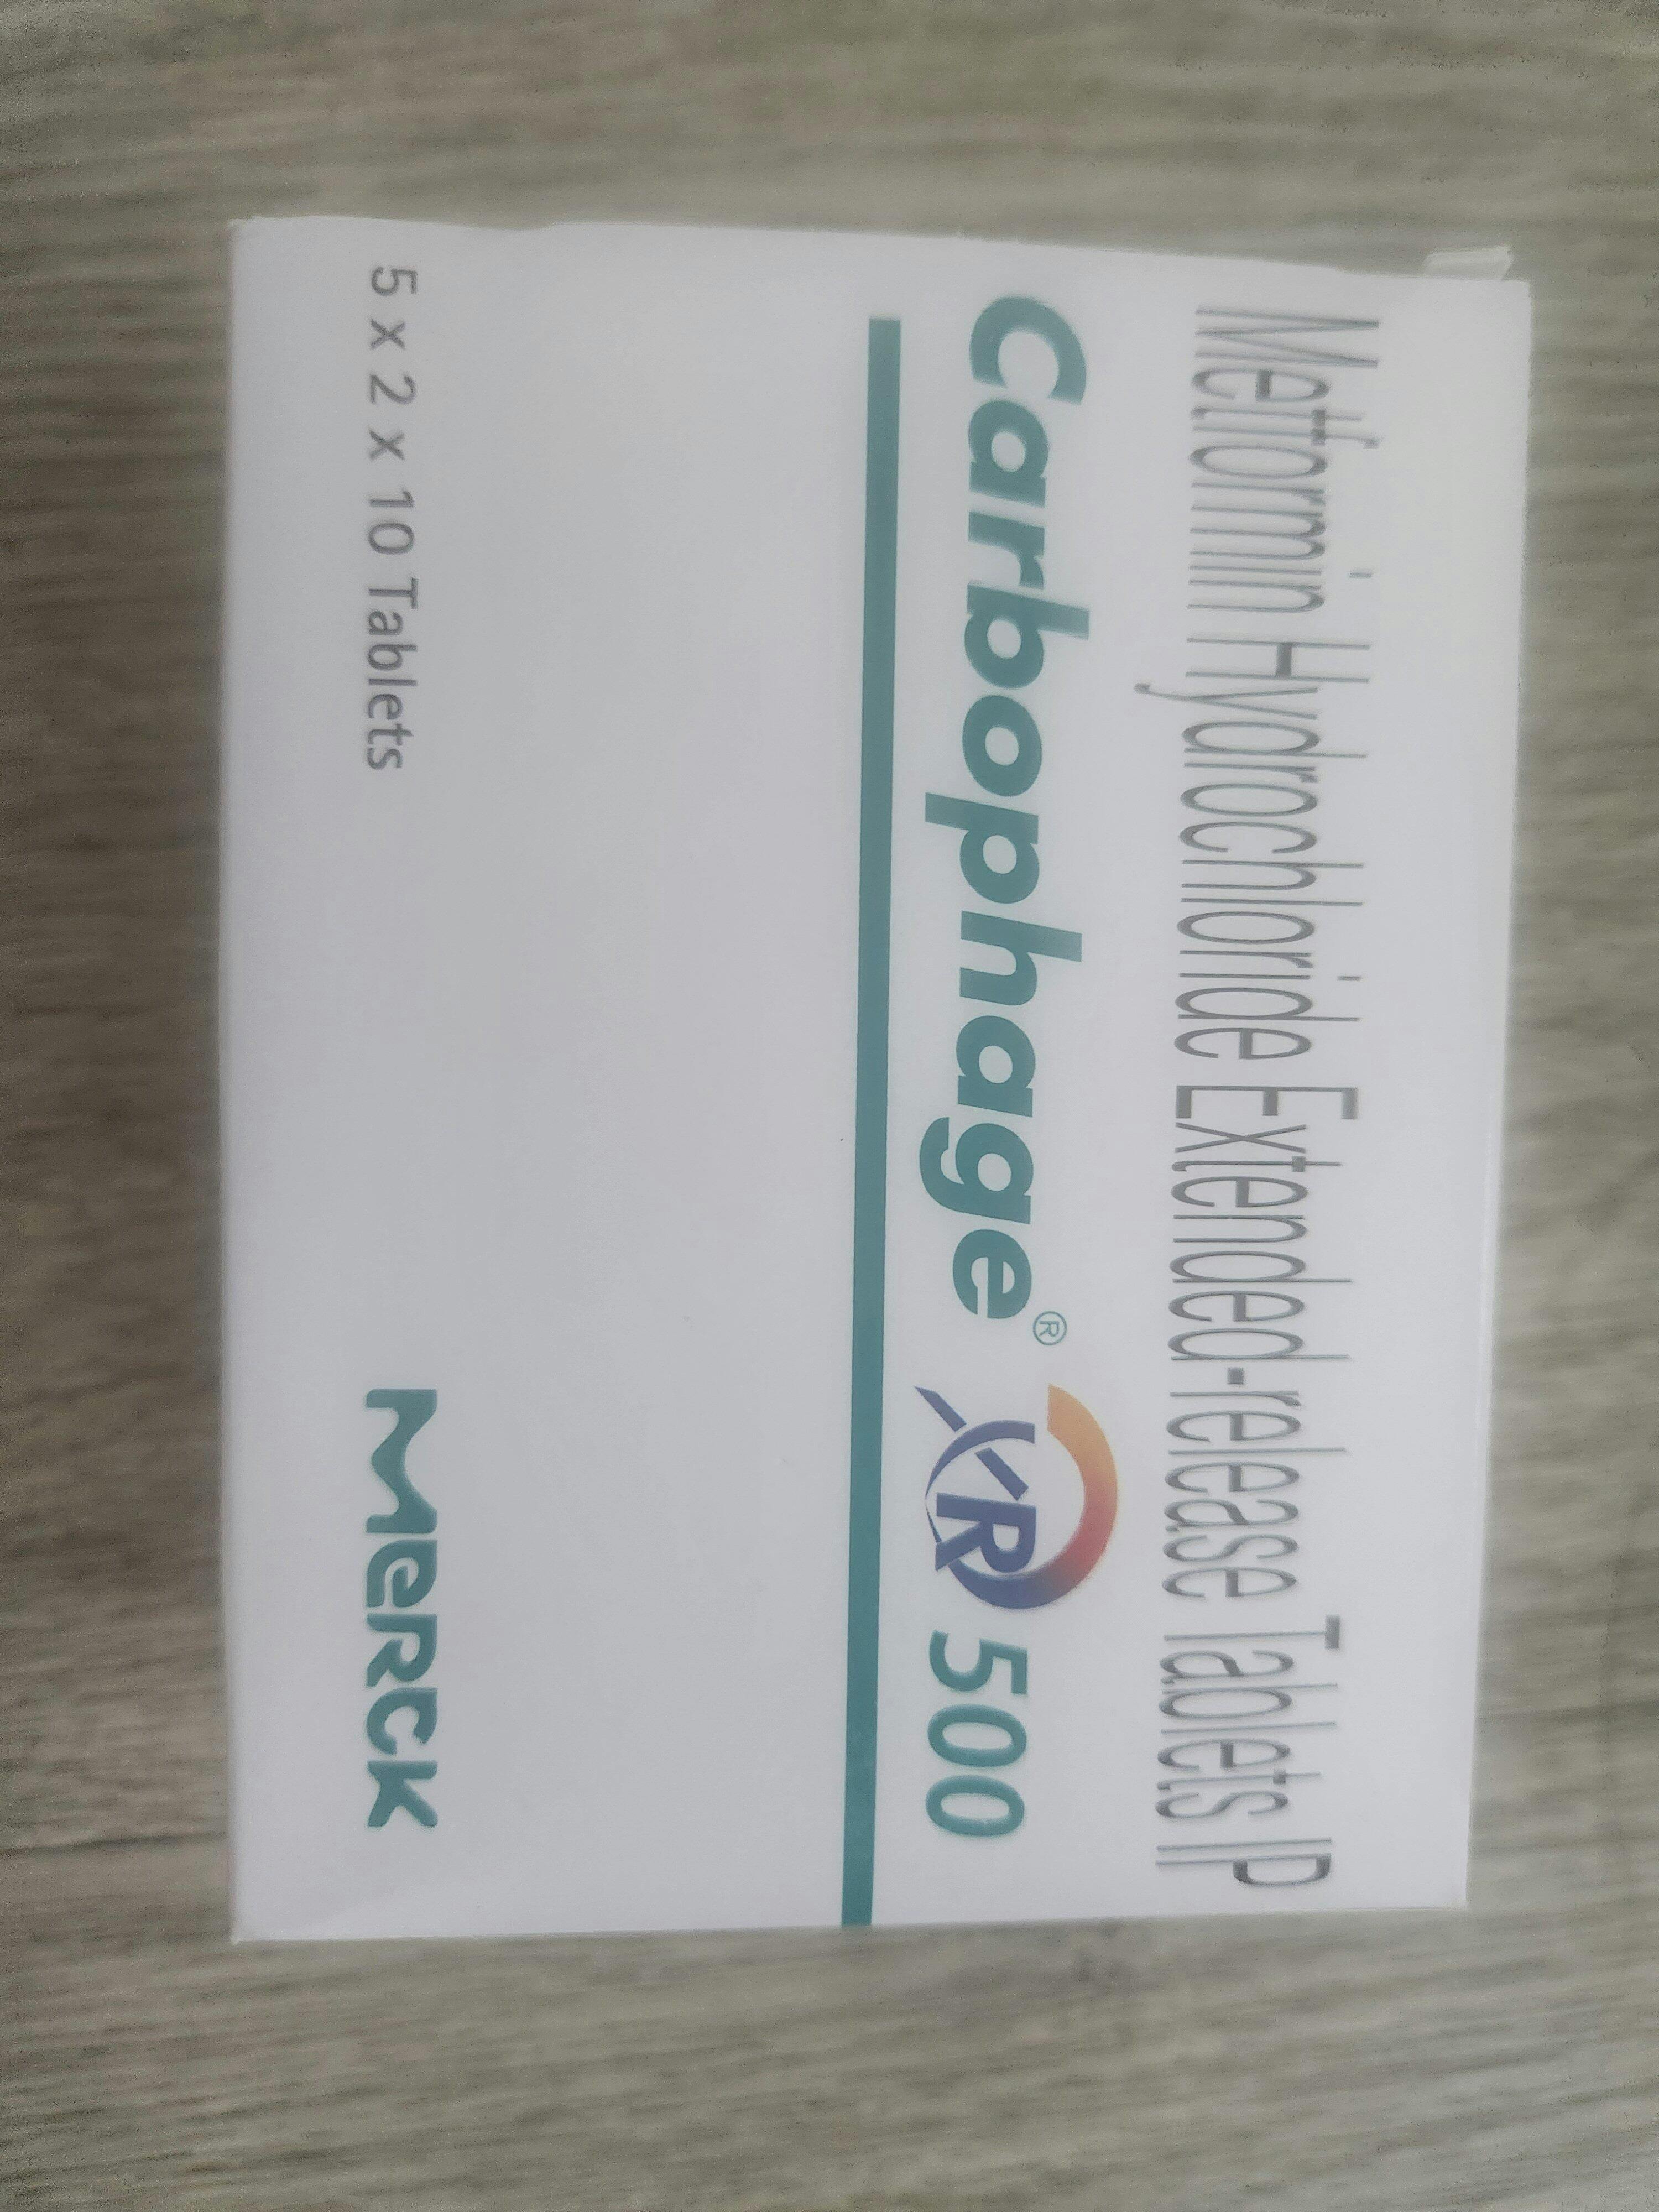 Metformin Hydrochloride Extended-release Tablets IP
Carbophage® XR 500
5 x 2 x 10 Tablets
Merck